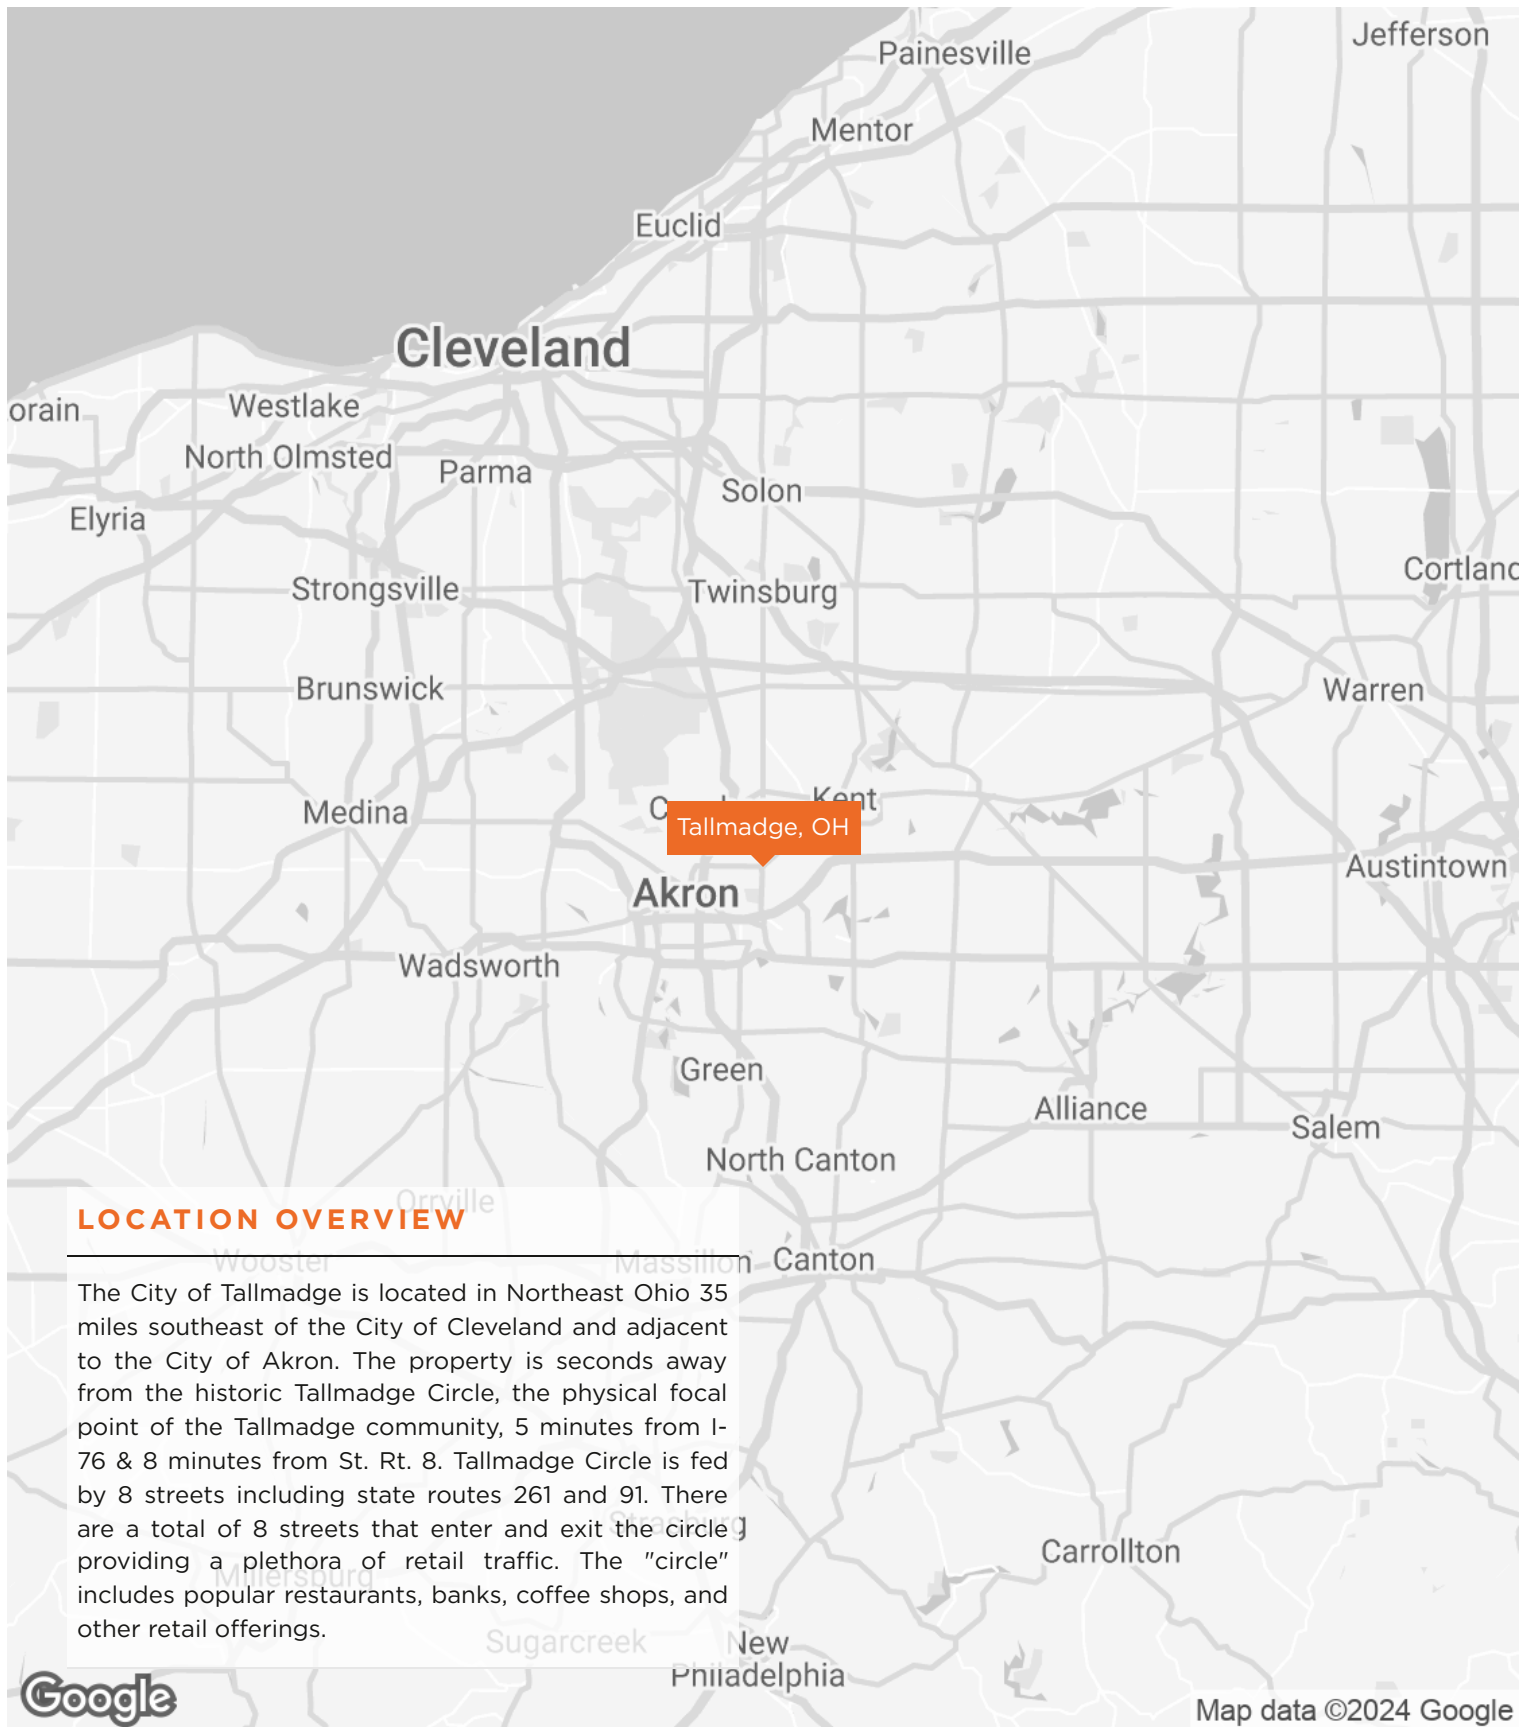 Painesville
Jefferson
Mentor
Euclid
Cleveland
Westlake
orain
North Olmsted
Parma
Solon
Elyria
Strongsville
Twinsburg
Cortland
Brunswick
Warren
Medina
Kent
Tallmadge, OH
Akron
Austintown
Wadsworth
Green
Alliance
Salem
North Canton
Orrville
LOCATION OVERVIEW
Wooster
Massillon
Canton
The City of Tallmadge is located in Northeast Ohio 35
miles southeast of the City of Cleveland and adjacent
to the City of Akron. The property is seconds away
from the historic Tallmadge Circle, the physical focal
point of the Tallmadge community, 5 minutes from I-
76 & 8 minutes from St. Rt. 8. Tallmadge Circle is fed
by 8 streets including state routes 261 and 91. There
are a total of 8 streets that enter and exit the circle
providing a plethora of retail traffic. The "circle"
includes popular restaurants, banks, coffee shops, and
other retail offerings.
Strasburg
Carrollton
Millersburg
Sugarcreek
New
Philadelphia
Google
Map data ©2024 Google